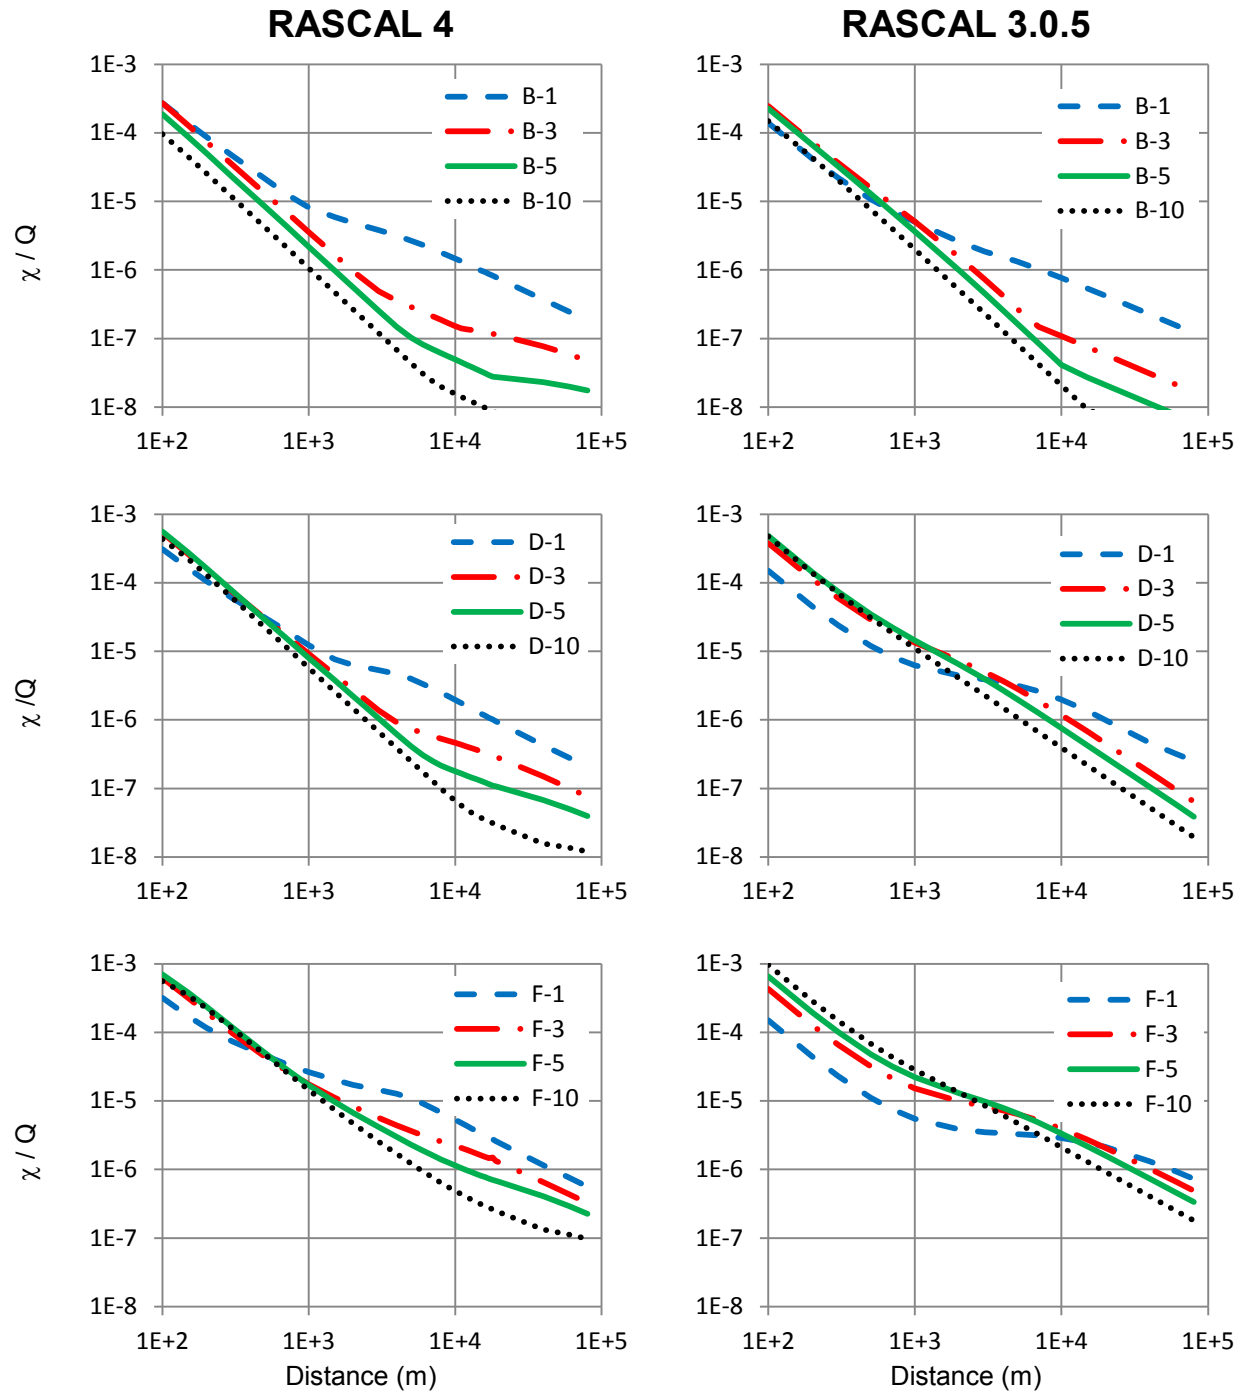 RASCAL 4
RASCAL 3.0.5
1E-3
1E-4
1E-5
1E-6
1E-7
1E-8
χ / Q
B-1
B-3
B-5
B-10
1E+2
1E+3
1E+4
1E+5
1E-3
1E-4
1E-5
1E-6
1E-7
1E-8
B-1
B-3
B-5
B-10
1E+2
1E+3
1E+4
1E+5
1E-3
1E-4
1E-5
1E-6
1E-7
1E-8
χ /Q
D-1
D-3
D-5
D-10
1E+2
1E+3
1E+4
1E+5
1E-3
1E-4
1E-5
1E-6
1E-7
1E-8
D-1
D-3
D-5
D-10
1E+2
1E+3
1E+4
1E+5
1E-3
1E-4
1E-5
1E-6
1E-7
1E-8
χ / Q
F-1
F-3
F-5
F-10
1E+2
1E+3
1E+4
1E+5
Distance (m)
1E-3
1E-4
1E-5
1E-6
1E-7
1E-8
F-1
F-3
F-5
F-10
1E+2
1E+3
1E+4
1E+5
Distance (m)